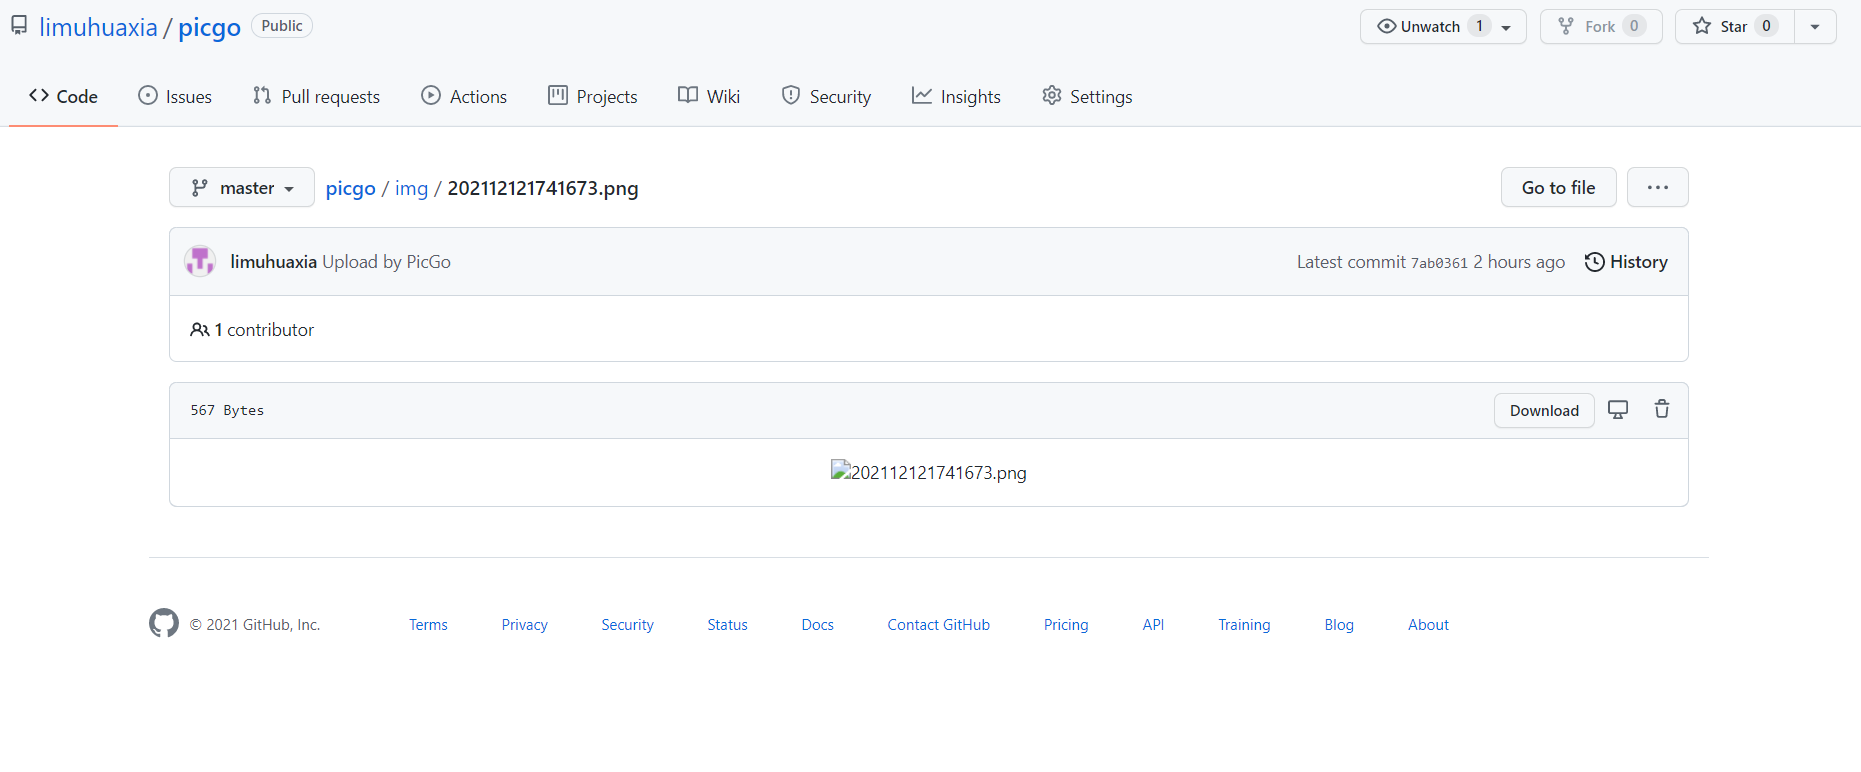 limuhuaxia / picgo Public Unwatch 1 Fork 0 Star 0
Code Issues Pull requests Actions Projects Wiki Security Insights Settings
master picgo / img / 202112121741673.png Go to file ...
limuhuaxia Upload by PicGo Latest commit 7ab0361 2 hours ago History
1 contributor
567 Bytes Download
202112121741673.png
© 2021 GitHub, Inc. Terms Privacy Security Status Docs Contact GitHub Pricing API Training Blog About